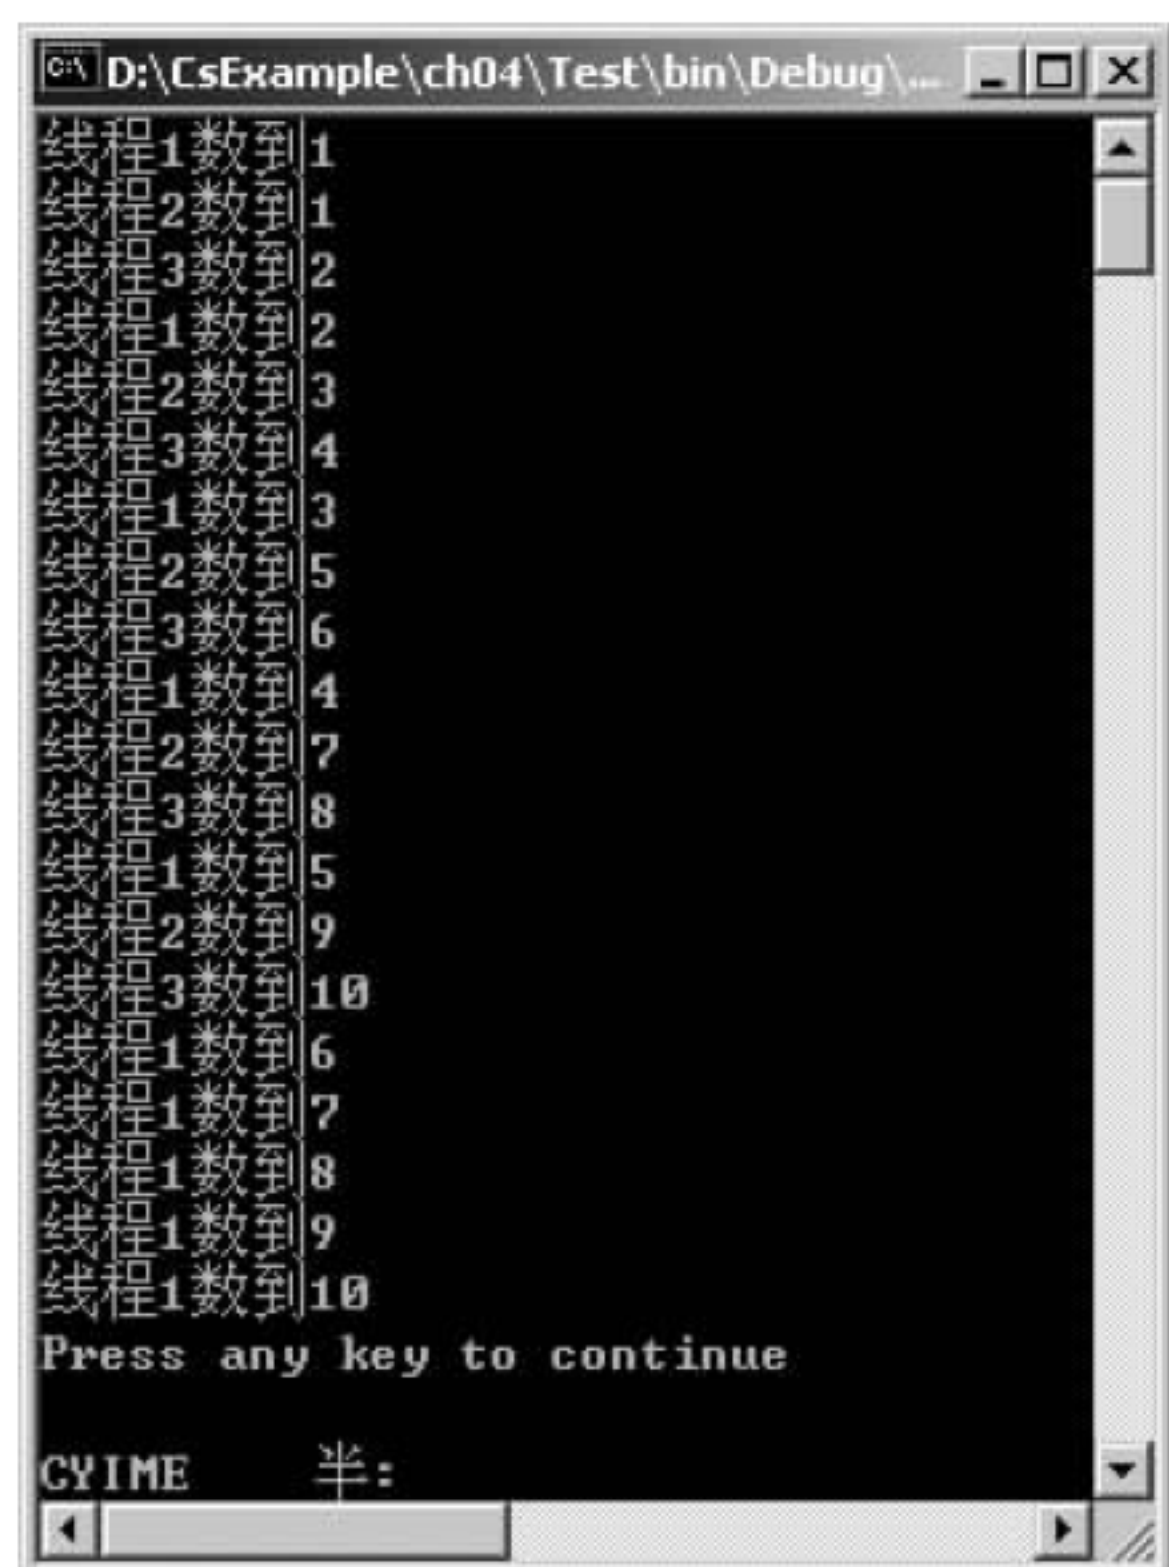 D:\CsExample\ch04\Test\bin\Debug\...
线程1数到1
线程2数到1
线程3数到2
线程1数到2
线程2数到3
线程3数到4
线程1数到3
线程2数到5
线程3数到6
线程1数到4
线程2数到7
线程3数到8
线程1数到5
线程2数到9
线程3数到10
线程1数到6
线程1数到7
线程1数到8
线程1数到9
线程1数到10
Press any key to continue
CYIME 半: